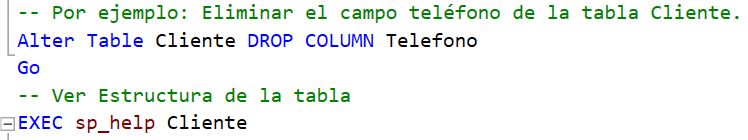 -- Por ejemplo: Eliminar el campo teléfono de la tabla Cliente.
Alter Table Cliente DROP COLUMN Telefono
Go
-- Ver Estructura de la tabla
EXEC sp_help Cliente